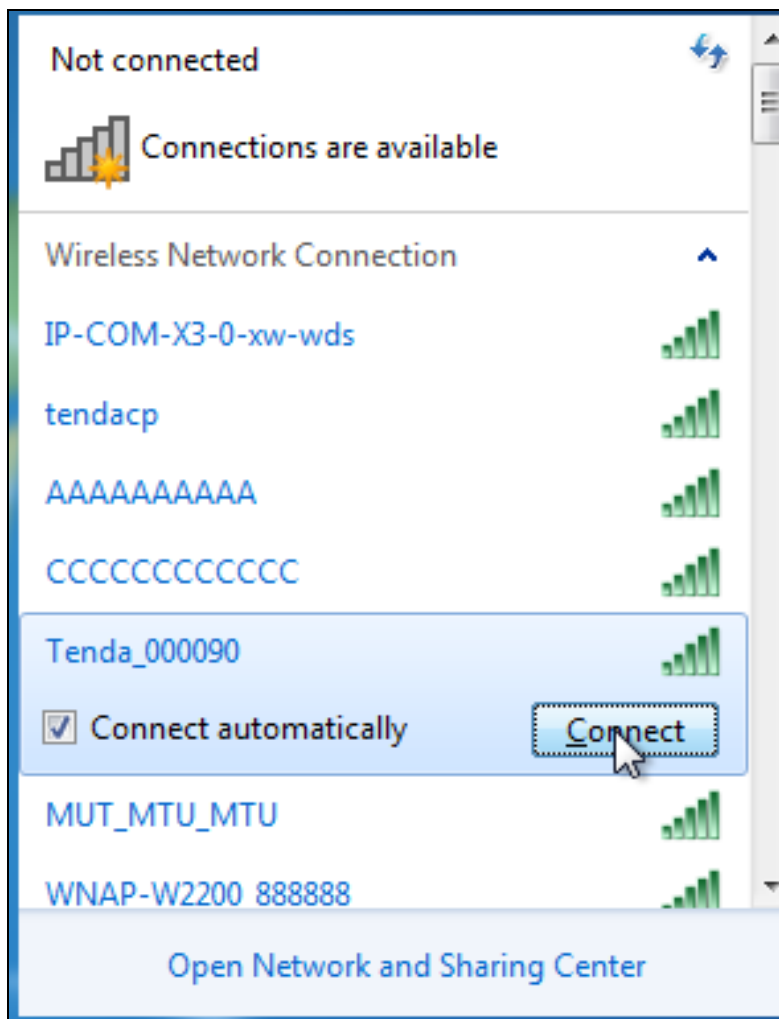 Not connected
Connections are available
Wireless Network Connection
IP-COM-X3-0-xw-wds
tendacp
AAAAAAAAAA
CCCCCCCCCCCC
Tenda_000090
Connect automatically
Connect
MUT_MTU_MTU
WNAP-W2200_888888
Open Network and Sharing Center